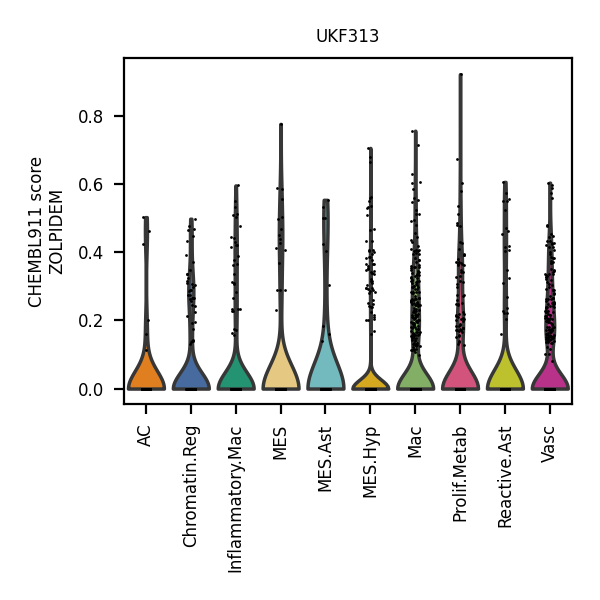 UKF313
CHEMBL911 score
ZOLPIDEM
0.8
0.6
0.4
0.2
0.0
AC
Chromatin.Reg
Inflammatory.Mac
MES
MES.Ast
MES.Hyp
Mac
Prolif.Metab
Reactive.Ast
Vasc